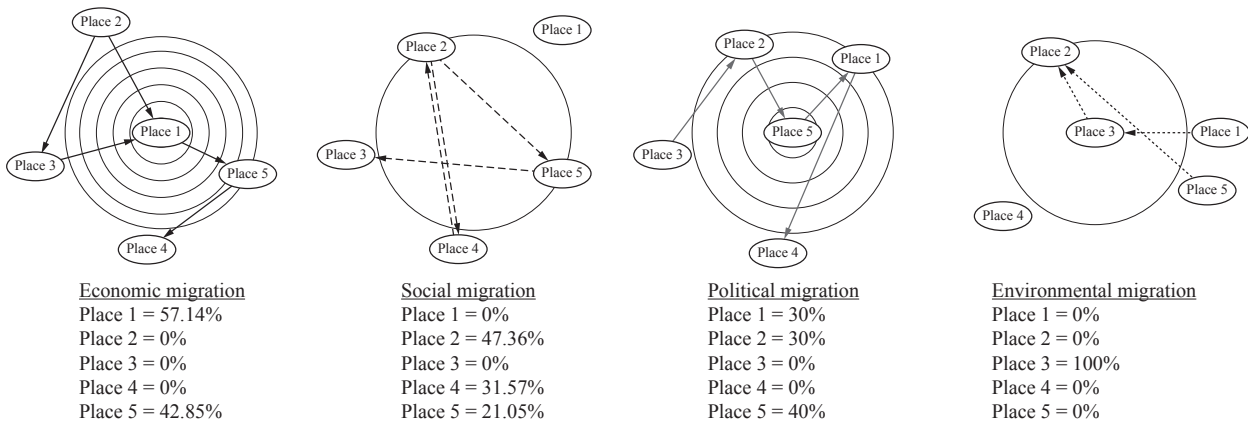 Place 2
Place 1
Place 3
Place 5
Place 4
Economic migration
Place 1 = 57.14%
Place 2 = 0%
Place 3 = 0%
Place 4 = 0%
Place 5 = 42.85%
Place 1
Place 2
Place 3
Place 5
Place 4
Social migration
Place 1 = 0%
Place 2 = 47.36%
Place 3 = 0%
Place 4 = 31.57%
Place 5 = 21.05%
Place 2
Place 1
Place 5
Place 3
Place 4
Political migration
Place 1 = 30%
Place 2 = 30%
Place 3 = 0%
Place 4 = 0%
Place 5 = 40%
Place 2
Place 3
Place 1
Place 5
Place 4
Environmental migration
Place 1 = 0%
Place 2 = 0%
Place 3 = 100%
Place 4 = 0%
Place 5 = 0%